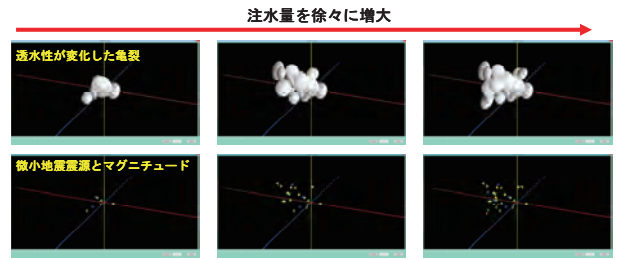 注水量を徐々に増大
透水性が変化した亀裂
微小地震震源とマグニチュード